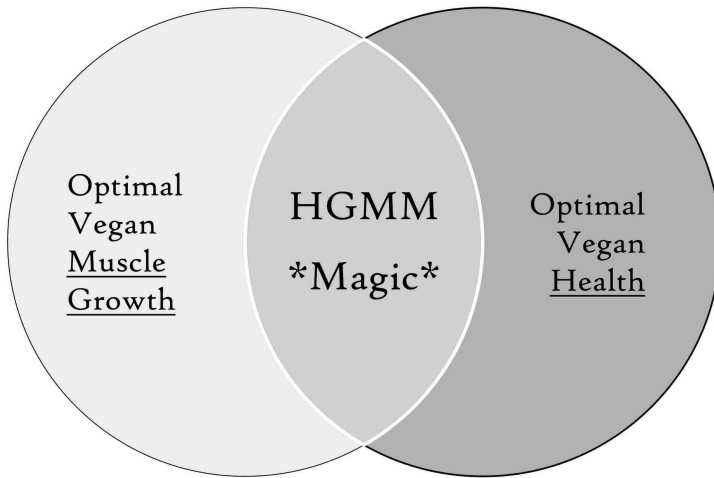 Optimal
Vegan
Muscle
Growth
HGMM
*Magic*
Optimal
Vegan
Health